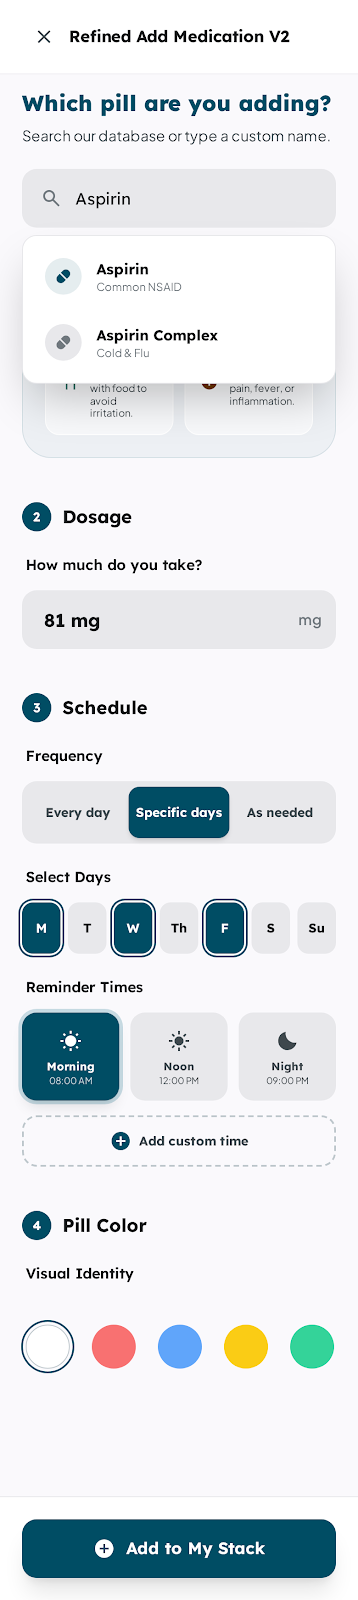 Refined Add Medication V2
Which pill are you adding?
Search our database or type a custom name.
Aspirin
Aspirin
Common NSAID
Aspirin Complex
Cold & Flu
with food to
avoid
irritation.
pain, fever, or
inflammation.
2 Dosage
How much do you take?
81 mg mg
3 Schedule
Frequency
Every day Specific days As needed
Select Days
M T W Th F S Su
Reminder Times
Morning Noon Night
08:00 AM 12:00 PM 09:00 PM
Add custom time
4 Pill Color
Visual Identity
Add to My Stack